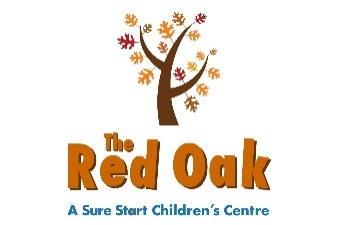 The
Red Oak
A Sure Start Children's Centre